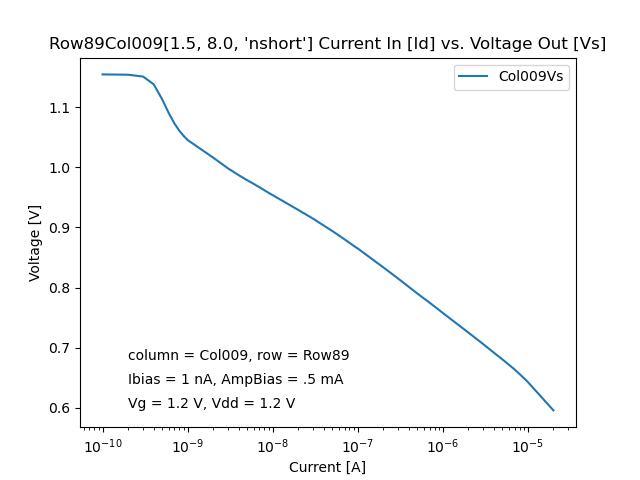 Row89Col009[1.5, 8.0, 'nshort'] Current In [Id] vs. Voltage Out [Vs]
Col009Vs
Voltage [V]
1.1
1.0
0.9
0.8
0.7
0.6
column = Col009, row = Row89
Ibias = 1 nA, AmpBias = .5 mA
Vg = 1.2 V, Vdd = 1.2 V
10⁻¹⁰ 10⁻⁹ 10⁻⁸ 10⁻⁷ 10⁻⁶ 10⁻⁵
Current [A]